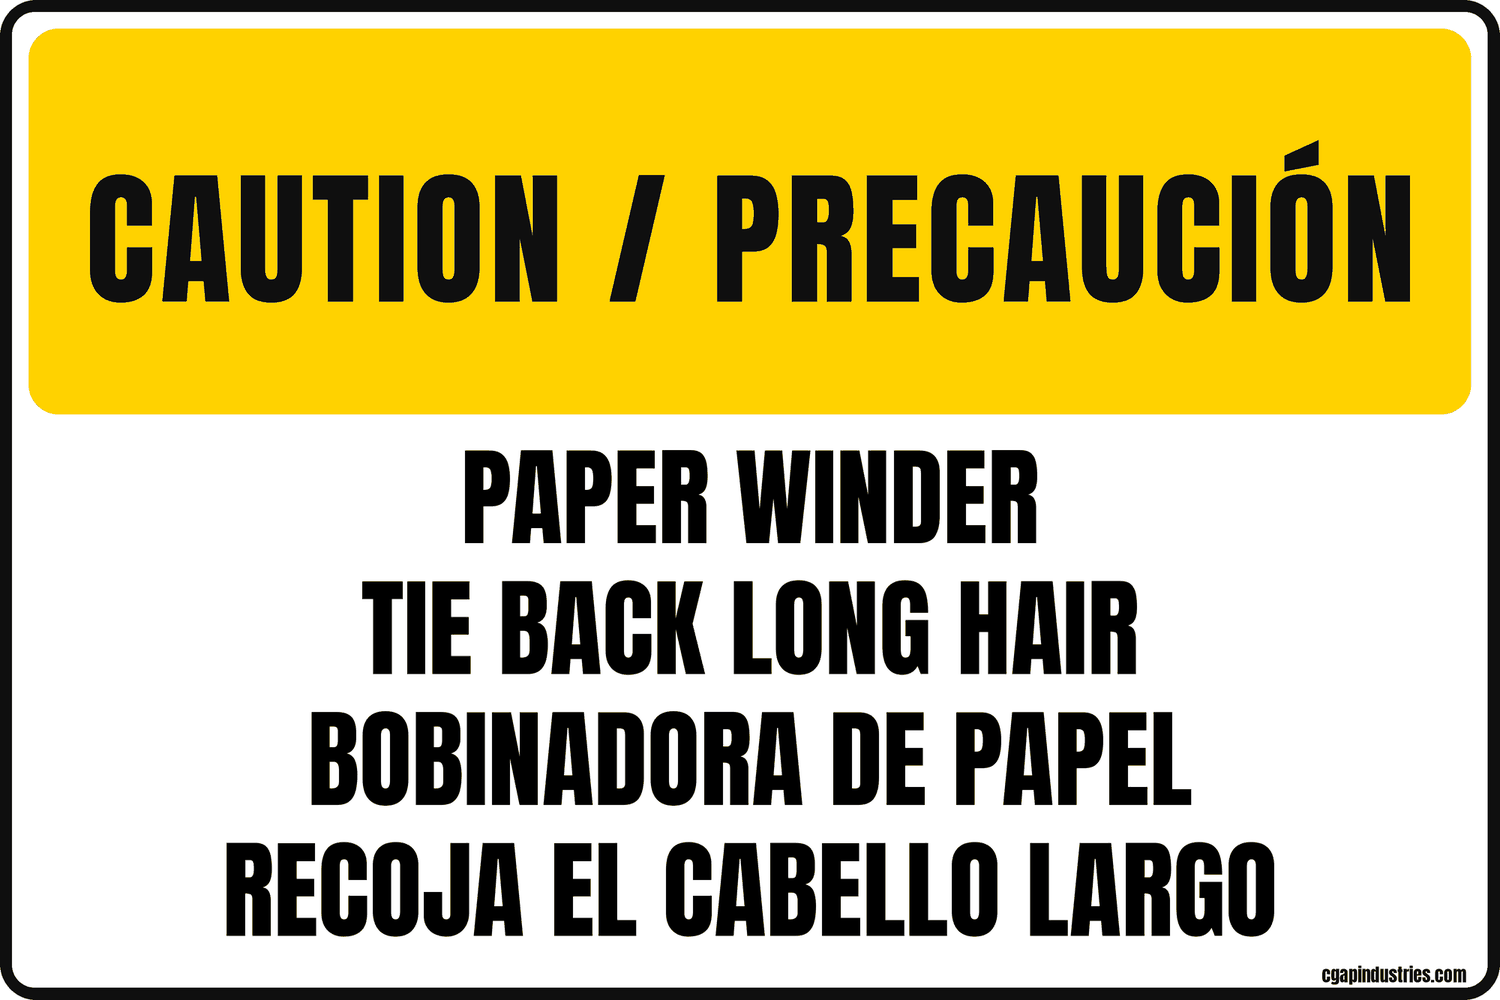 CAUTION / PRECAUCIÓN
PAPER WINDER
TIE BACK LONG HAIR
BOBINADORA DE PAPEL
RECOJA EL CABELLO LARGO
cgapindustries.com